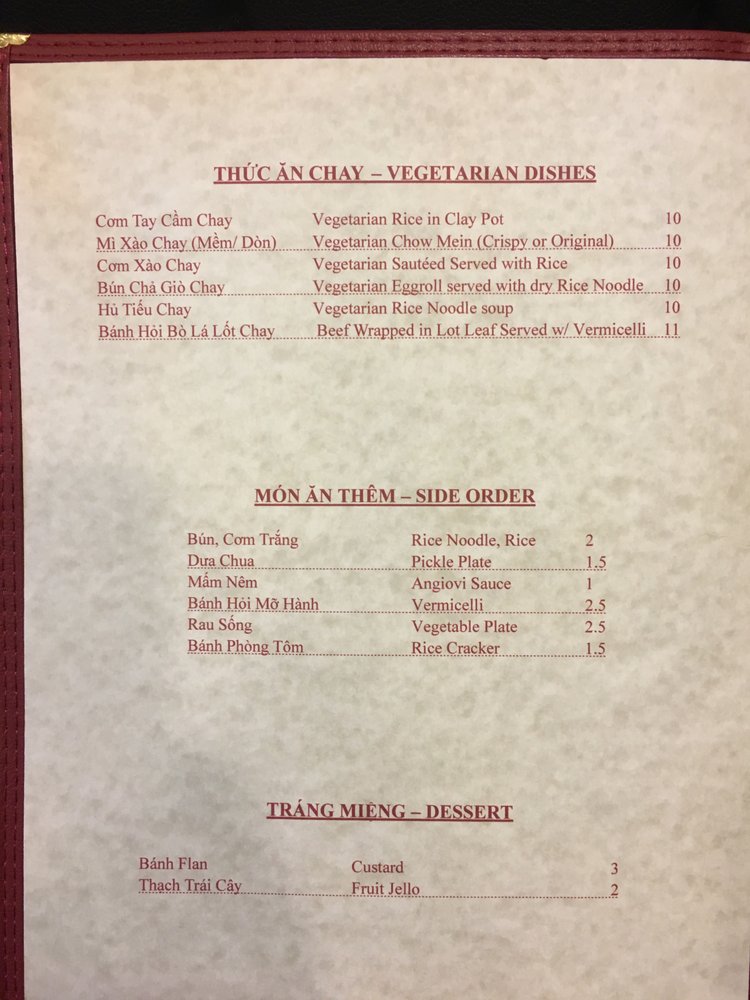 THỨC ĂN CHAY – VEGETARIAN DISHES
Cơm Tay Cầm Chay Vegetarian Rice in Clay Pot 10
Mì Xào Chay (Mềm/ Dòn) Vegetarian Chow Mein (Crispy or Original) 10
Cơm Xào Chay Vegetarian Sautéed Served with Rice 10
Bún Chả Giò Chay Vegetarian Eggroll served with dry Rice Noodle 10
Hủ Tiếu Chay Vegetarian Rice Noodle soup 10
Bánh Hỏi Bò Lá Lốt Chay Beef Wrapped in Lot Leaf Served w/ Vermicelli 11
MÓN ĂN THÊM – SIDE ORDER
Bún, Cơm Trắng Rice Noodle, Rice 2
Dưa Chua Pickle Plate 1.5
Mắm Nêm Angiovi Sauce 1
Bánh Hỏi Mỡ Hành Vermicelli 2.5
Rau Sống Vegetable Plate 2.5
Bánh Phòng Tôm Rice Cracker 1.5
TRÁNG MIỆNG – DESSERT
Bánh Flan Custard 3
Thạch Trái Cây Fruit Jello 2